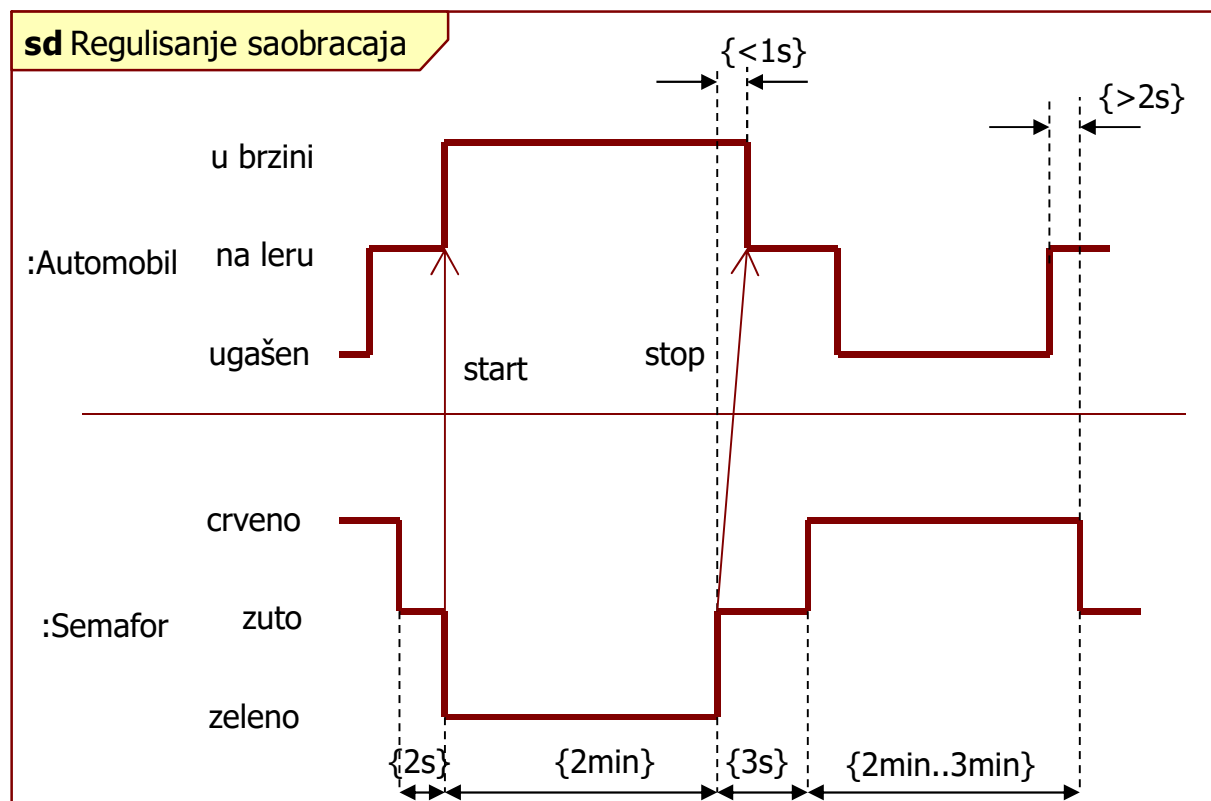 sd Regulisanje saobracaja
{<1s}
{>2s}
u brzini
:Automobil
na leru
ugašen
start
stop
crveno
:Semafor
zuto
zeleno
{2s}
{2min}
{3s}
{2min..3min}